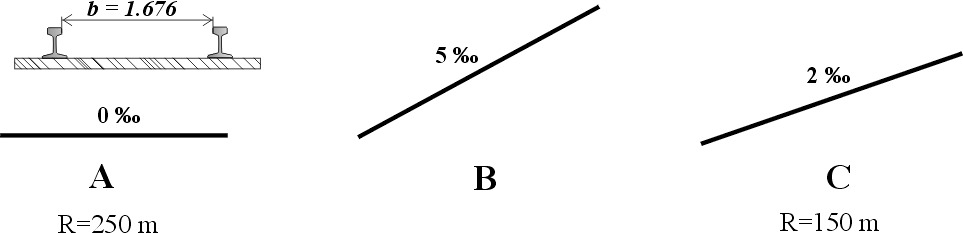 b = 1.676
0 ‰
5 ‰
2 ‰
A
B
C
R=250 m
R=150 m